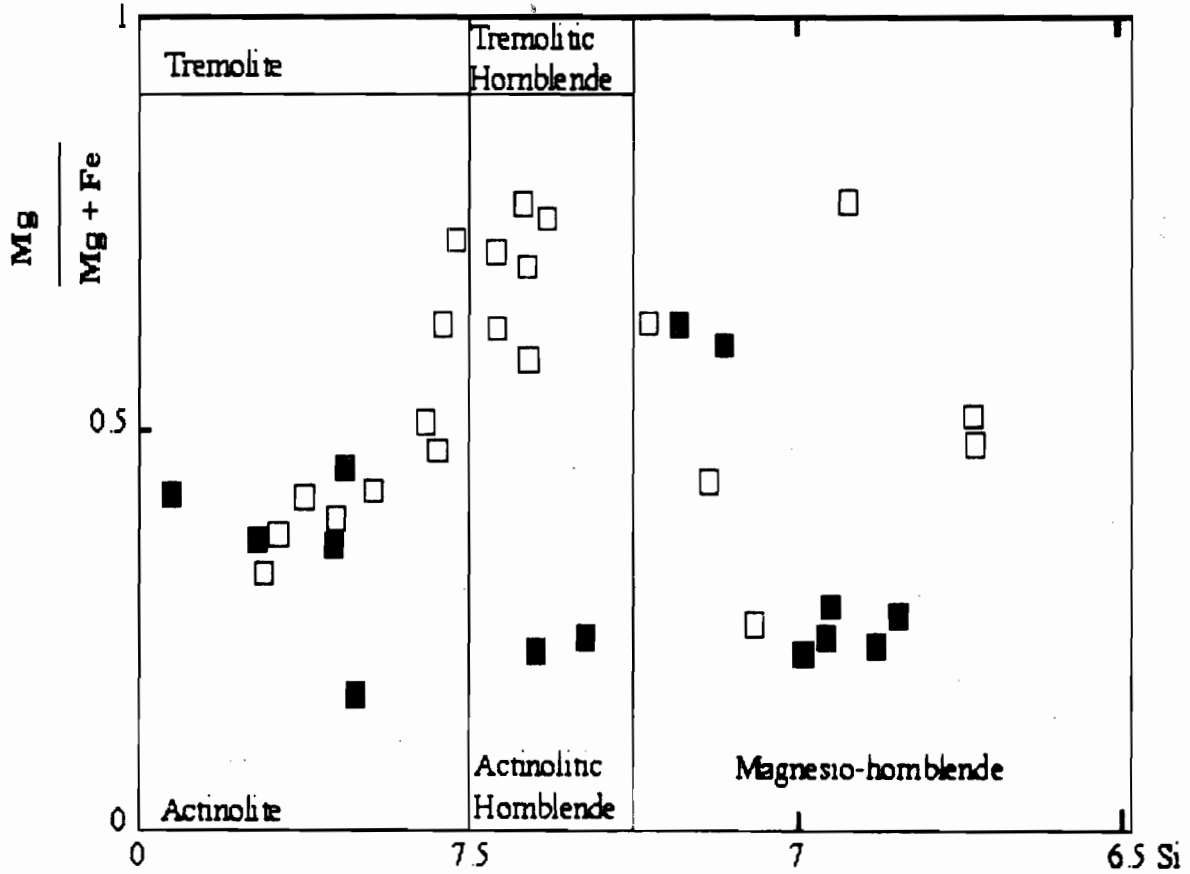 1
Tremolite
Tremolitic
Hornblende
Mg
Mg + Fe
0.5
Actinolitic
Hornblende
Magnesio-hornblende
Actinolite
0
0
7.5
7
6.5 Si